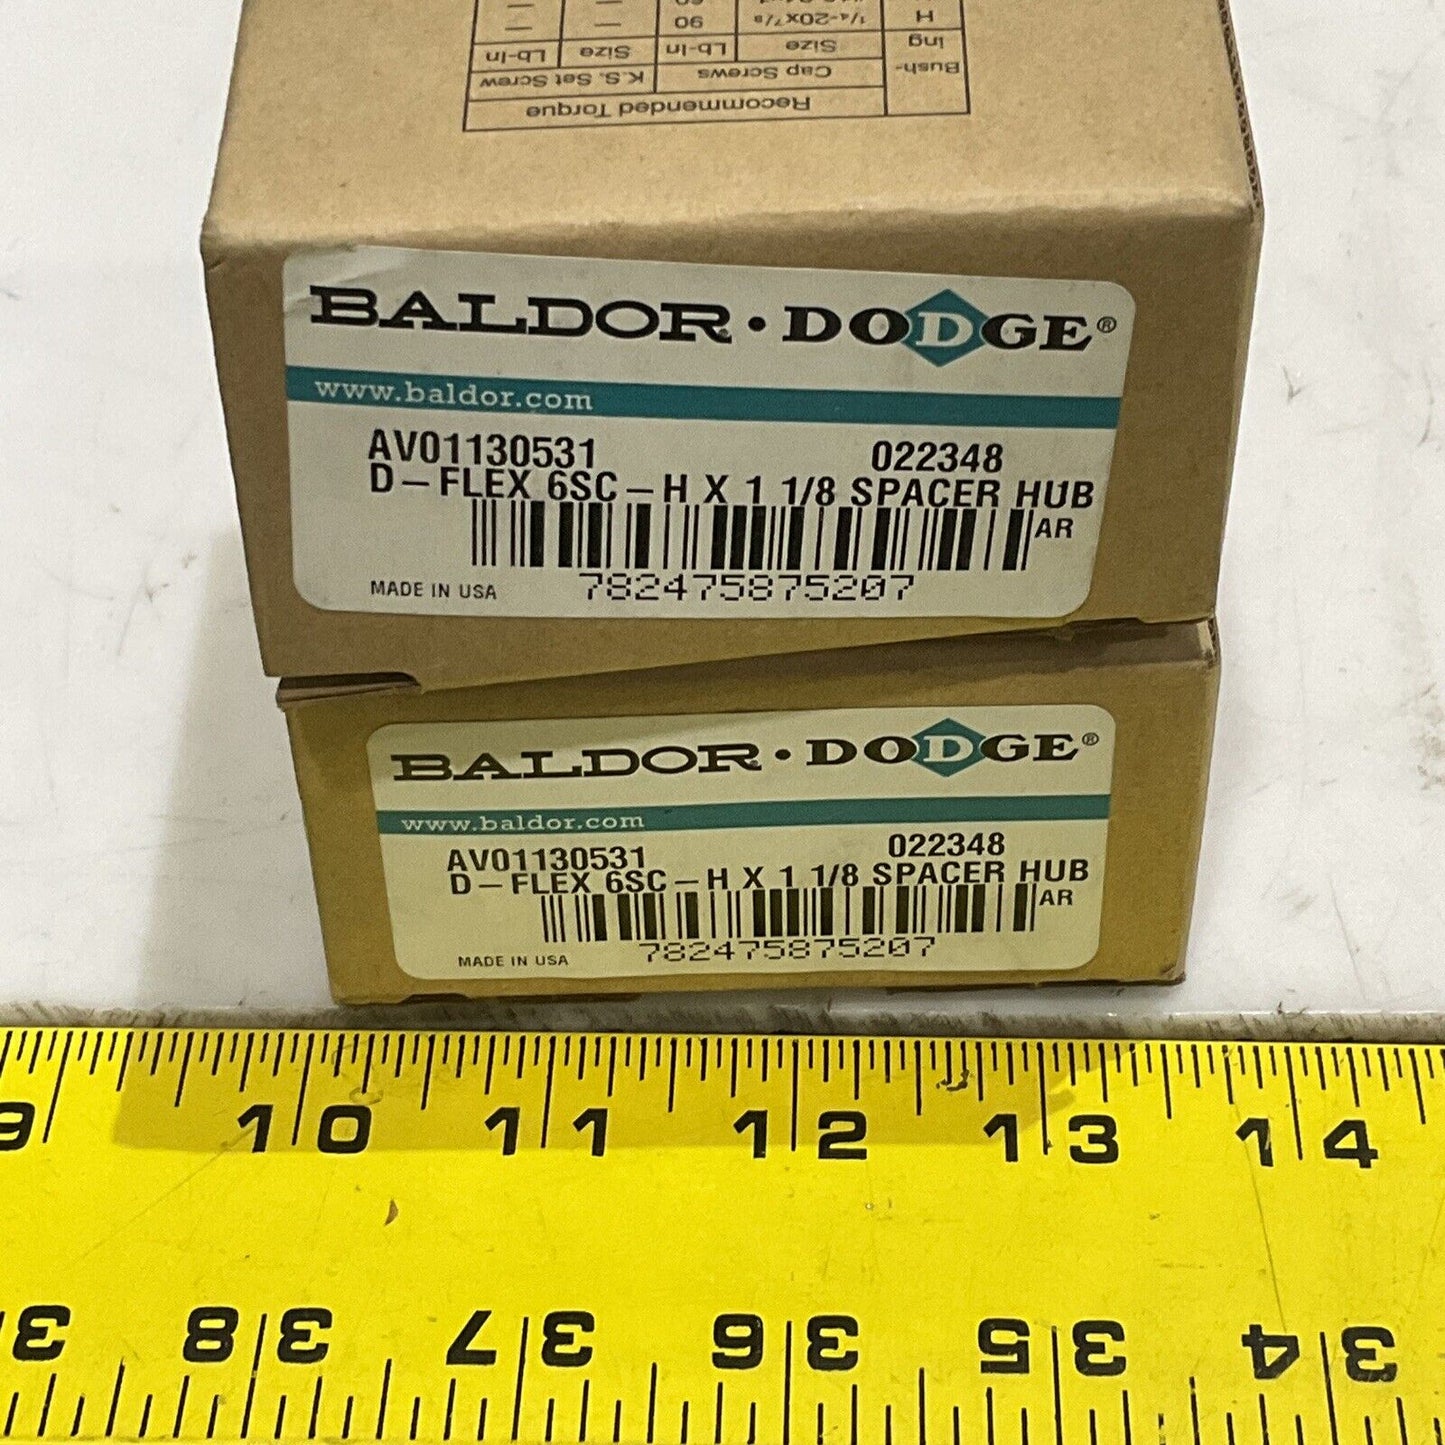 Recommended Torque
Bush-
ing
Cap Screws
K.S. Set Screw
Size
Lb-In
Size
Lb-In
H
1/4-20x7/8
90
—
—
BALDOR · DODGE®
www.baldor.com
AV01130531 022348
D-FLEX 6SC-H X 1 1/8 SPACER HUB
AR
MADE IN USA 782475875207
BALDOR · DODGE®
www.baldor.com
AV01130531 022348
D-FLEX 6SC-H X 1 1/8 SPACER HUB
AR
MADE IN USA 782475875207
9 10 11 12 13 14
3 38 37 36 35 34